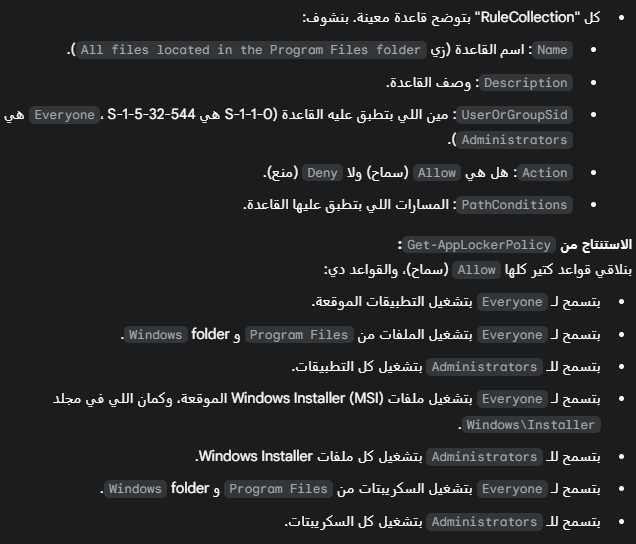 كل "RuleCollection" بتوضح قاعدة معينة. بنشوف:
Name: اسم القاعدة (زي All files located in the Program Files folder).
Description: وصف القاعدة.
UserOrGroupSid: مين اللي بتطبق عليه القاعدة (S-1-1-0 هي Everyone، S-1-5-32-544 هي
Administrators).
Action: هل هي Allow (سماح) ولا Deny (منع).
PathConditions: المسارات اللي بتطبق عليها القاعدة.
الاستنتاج من Get-AppLockerPolicy:
بنلاقي قواعد كتير كلها Allow (سماح)، والقواعد دي:
بتسمح لـ Everyone بتشغيل التطبيقات الموقعة.
بتسمح لـ Everyone بتشغيل الملفات من Program Files و Windows folder.
بتسمح للـ Administrators بتشغيل كل التطبيقات.
بتسمح لـ Everyone بتشغيل ملفات Windows Installer (MSI) الموقعة، وكمان اللي في مجلد
Windows\Installer.
بتسمح للـ Administrators بتشغيل كل ملفات Windows Installer.
بتسمح لـ Everyone بتشغيل السكريبتات من Program Files و Windows folder.
بتسمح للـ Administrators بتشغيل كل السكريبتات.